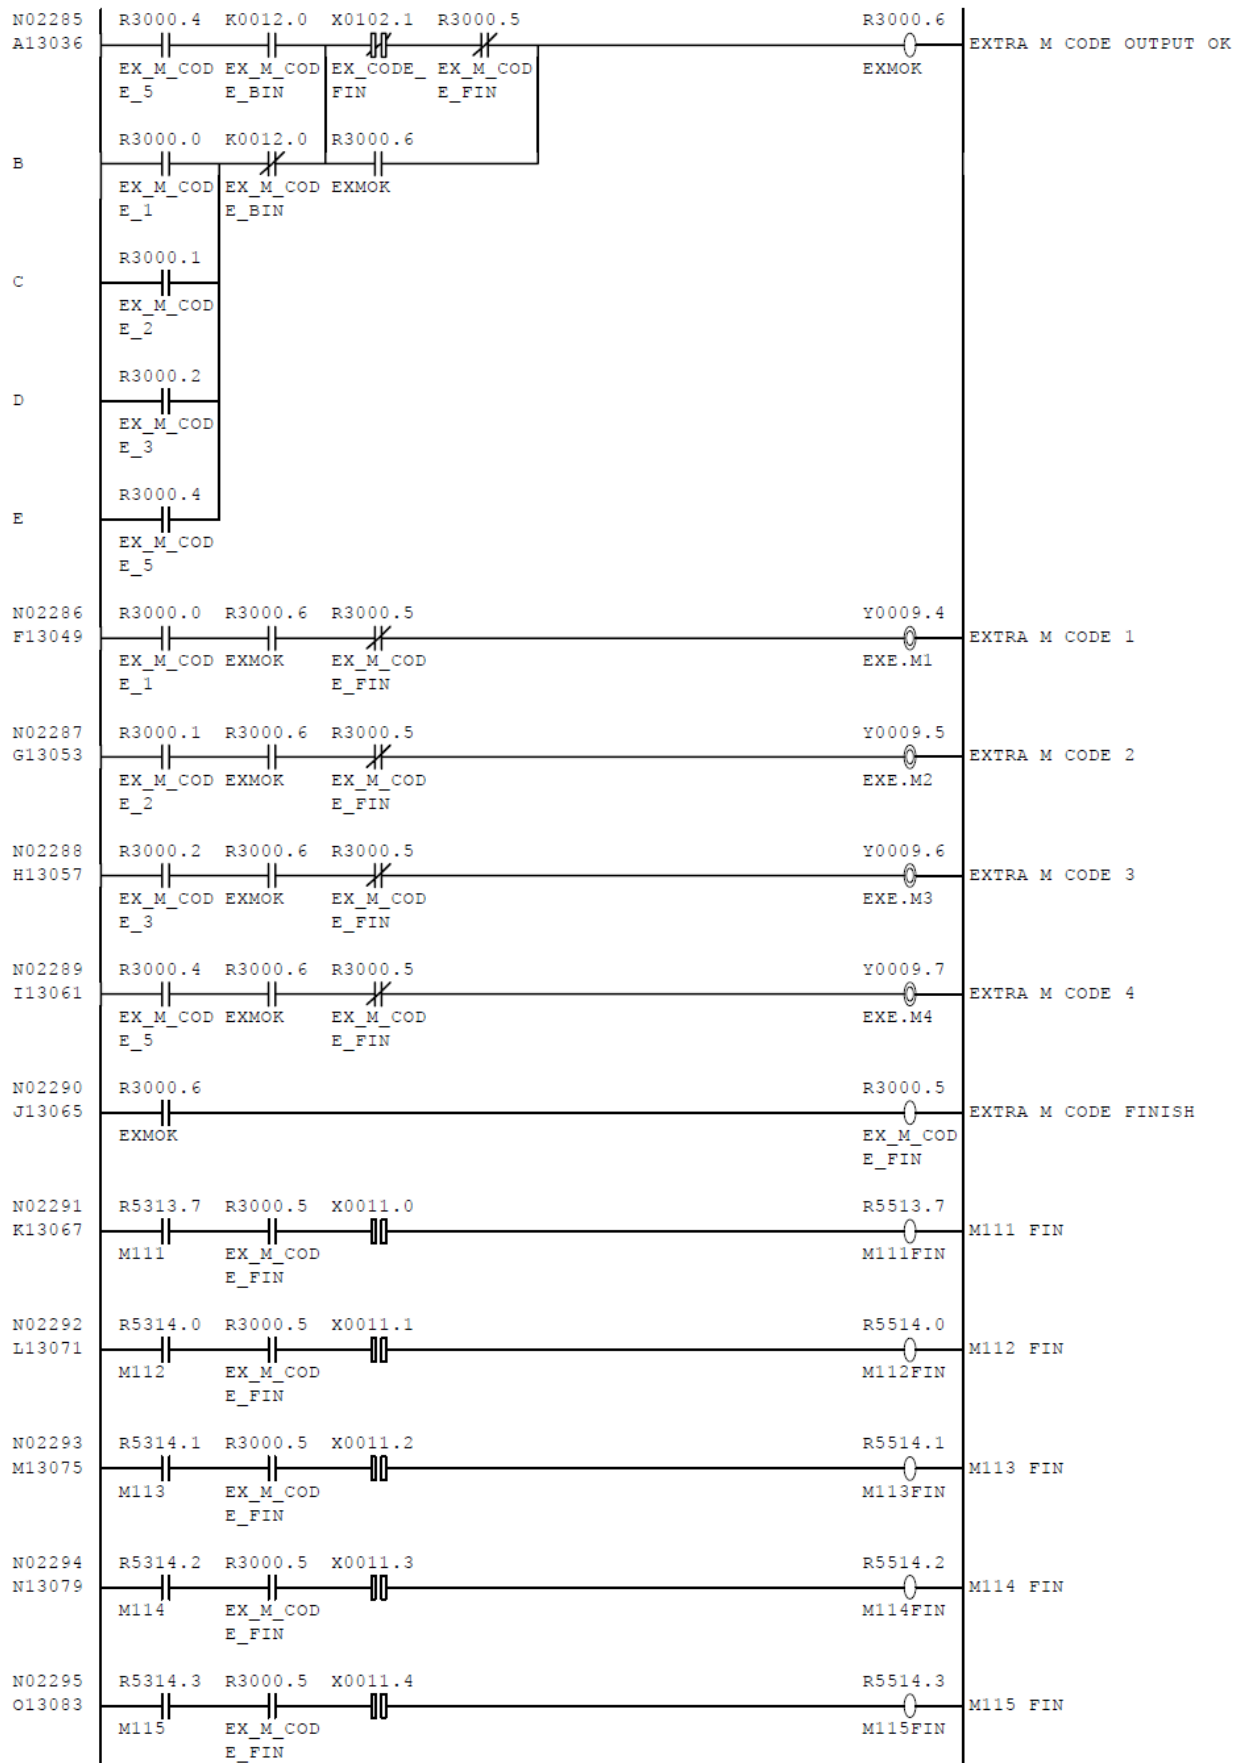 N02285 R3000.4 K0012.0 X0102.1 R3000.5 R3000.6
A13036 EXTRA M CODE OUTPUT OK
EX_M_COD EX_M_COD EX_CODE_ EX_M_COD EXMOK
E_5 E_BIN FIN E_FIN
R3000.0 K0012.0 R3000.6
B
EX_M_COD EX_M_COD EXMOK
E_1 E_BIN
R3000.1
C
EX_M_COD
E_2
R3000.2
D
EX_M_COD
E_3
R3000.4
E
EX_M_COD
E_5
N02286 R3000.0 R3000.6 R3000.5 Y0009.4
F13049 EXTRA M CODE 1
EX_M_COD EXMOK EX_M_COD EXE.M1
E_1 E_FIN
N02287 R3000.1 R3000.6 R3000.5 Y0009.5
G13053 EXTRA M CODE 2
EX_M_COD EXMOK EX_M_COD EXE.M2
E_2 E_FIN
N02288 R3000.2 R3000.6 R3000.5 Y0009.6
H13057 EXTRA M CODE 3
EX_M_COD EXMOK EX_M_COD EXE.M3
E_3 E_FIN
N02289 R3000.4 R3000.6 R3000.5 Y0009.7
I13061 EXTRA M CODE 4
EX_M_COD EXMOK EX_M_COD EXE.M4
E_5 E_FIN
N02290 R3000.6 R3000.5
J13065 EXTRA M CODE FINISH
EXMOK EX_M_COD
E_FIN
N02291 R5313.7 R3000.5 X0011.0 R5513.7
K13067 M111 FIN
M111 EX_M_COD M111FIN
E_FIN
N02292 R5314.0 R3000.5 X0011.1 R5514.0
L13071 M112 FIN
M112 EX_M_COD M112FIN
E_FIN
N02293 R5314.1 R3000.5 X0011.2 R5514.1
M13075 M113 FIN
M113 EX_M_COD M113FIN
E_FIN
N02294 R5314.2 R3000.5 X0011.3 R5514.2
N13079 M114 FIN
M114 EX_M_COD M114FIN
E_FIN
N02295 R5314.3 R3000.5 X0011.4 R5514.3
O13083 M115 FIN
M115 EX_M_COD M115FIN
E_FIN